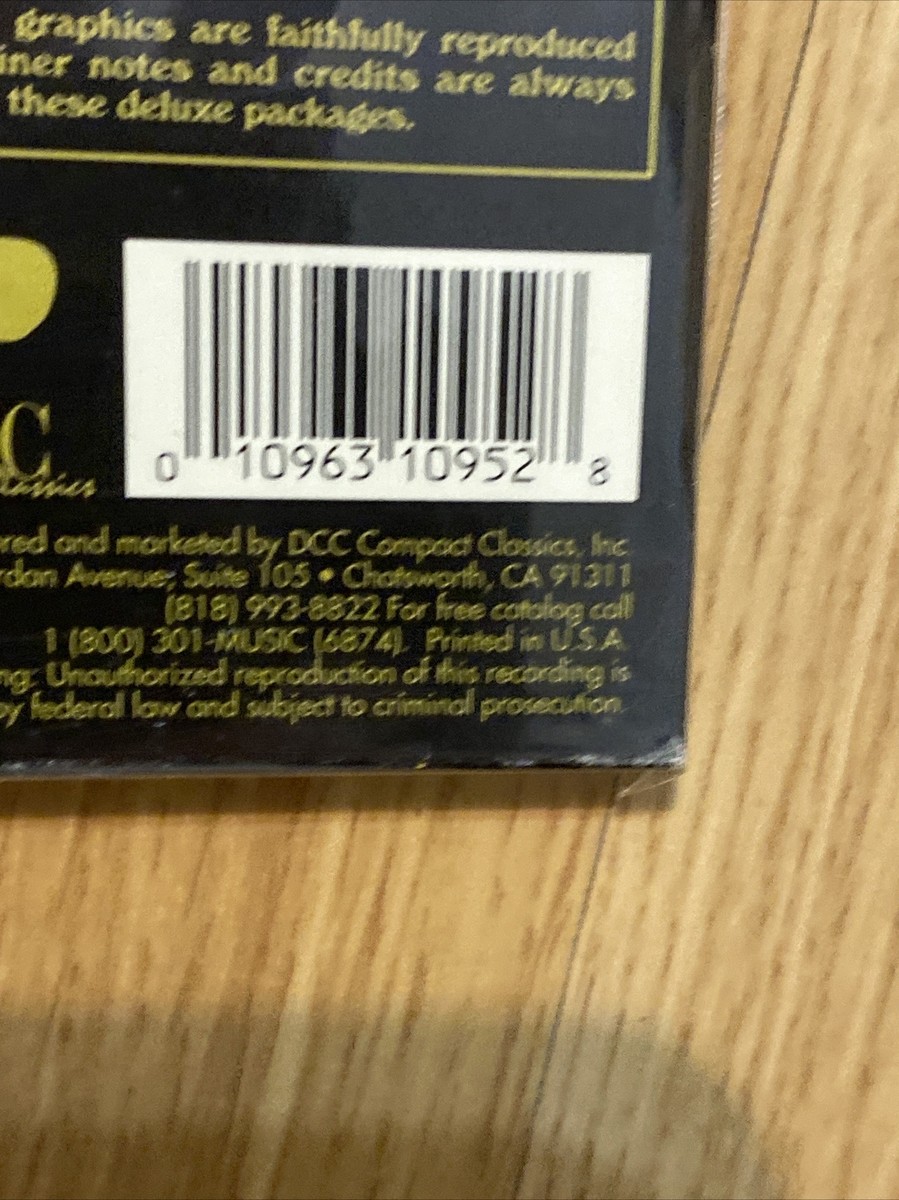 graphics are faithfully reproduced
iner notes and credits are always
these deluxe packages.
0 10963 10952 8
C
assics
red and marketed by DCC Compact Classics, Inc.
rdan Avenue, Suite 105 • Chatsworth, CA 91311
(818) 993-8822 For free catalog call
1 (800) 301-MUSIC (6874). Printed in U.S.A.
ng: Unauthorized reproduction of this recording is
by federal law and subject to criminal prosecution.